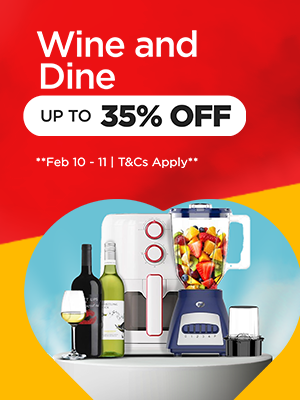 Wine and
Dine
UP TO 35% OFF
**Feb 10 - 11 | T&Cs Apply**